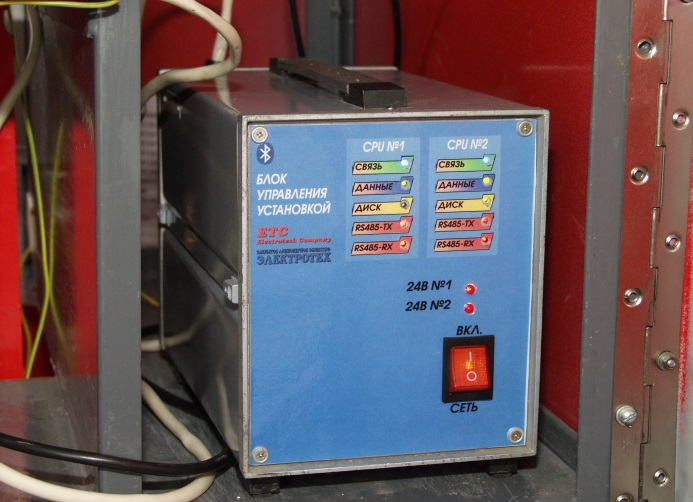 CPU №1
CPU №2
БЛОК
УПРАВЛЕНИЯ
УСТАНОВКОЙ
СВЯЗЬ
ДАННЫЕ
ДИСК
RS485-TX
RS485-RX
СВЯЗЬ
ДАННЫЕ
ДИСК
RS485-TX
RS485-RX
ETC
Electrotech Company
ЭЛЕКТРОТЕХ
24В №1
24В №2
ВКЛ.
I
O
СЕТЬ